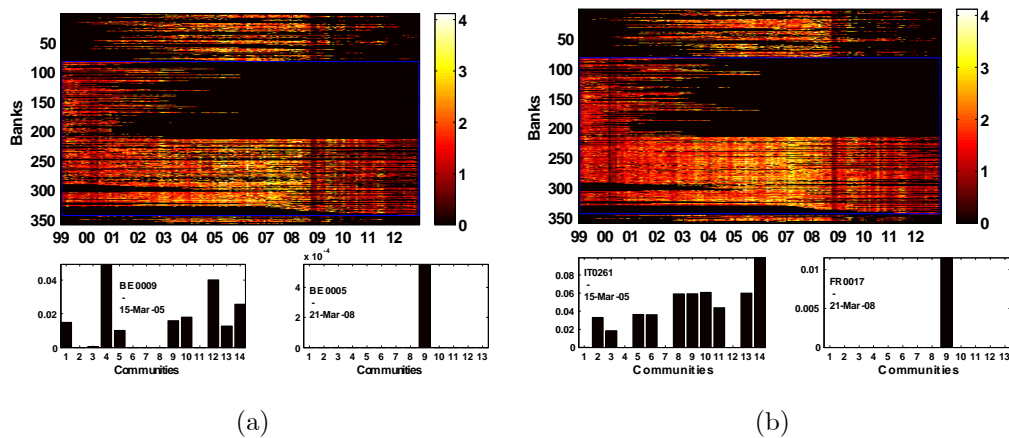 4
3
2
1
0
50
100
150
200
250
300
350
Banks
99 00 01 02 03 04 05 06 07 08 09 10 11 12
0.04
0.02
0
BE0009
-
15-Mar-05
1 2 3 4 5 6 7 8 9 10 11 12 13 14
Communities
x 10⁻⁴
4
2
0
BE0005
-
21-Mar-08
1 2 3 4 5 6 7 8 9 10 11 12 13
(a)
4
3
2
1
0
50
100
150
200
250
300
350
Banks
99 00 01 02 03 04 05 06 07 08 09 10 11 12
0.08
0.06
0.04
0.02
0
IT0261
-
15-Mar-05
1 2 3 4 5 6 7 8 9 10 11 12 13 14
Communities
0.01
0.005
0
FR0017
-
21-Mar-08
1 2 3 4 5 6 7 8 9 10 11 12 13
Communities
(b)